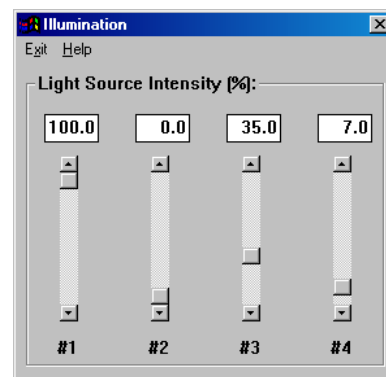 Illumination
Exit Help
Light Source Intensity (%):
100.0 0.0 35.0 7.0
#1 #2 #3 #4